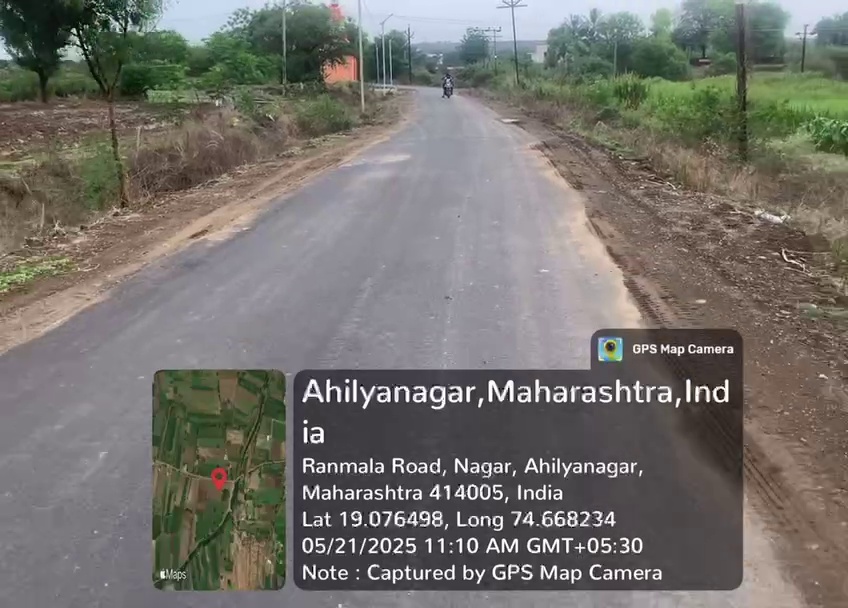 GPS Map Camera
Ahilyanagar,Maharashtra,Ind
ia
Ranmala Road, Nagar, Ahilyanagar,
Maharashtra 414005, India
Lat 19.076498, Long 74.668234
05/21/2025 11:10 AM GMT+05:30
Note : Captured by GPS Map Camera
Maps